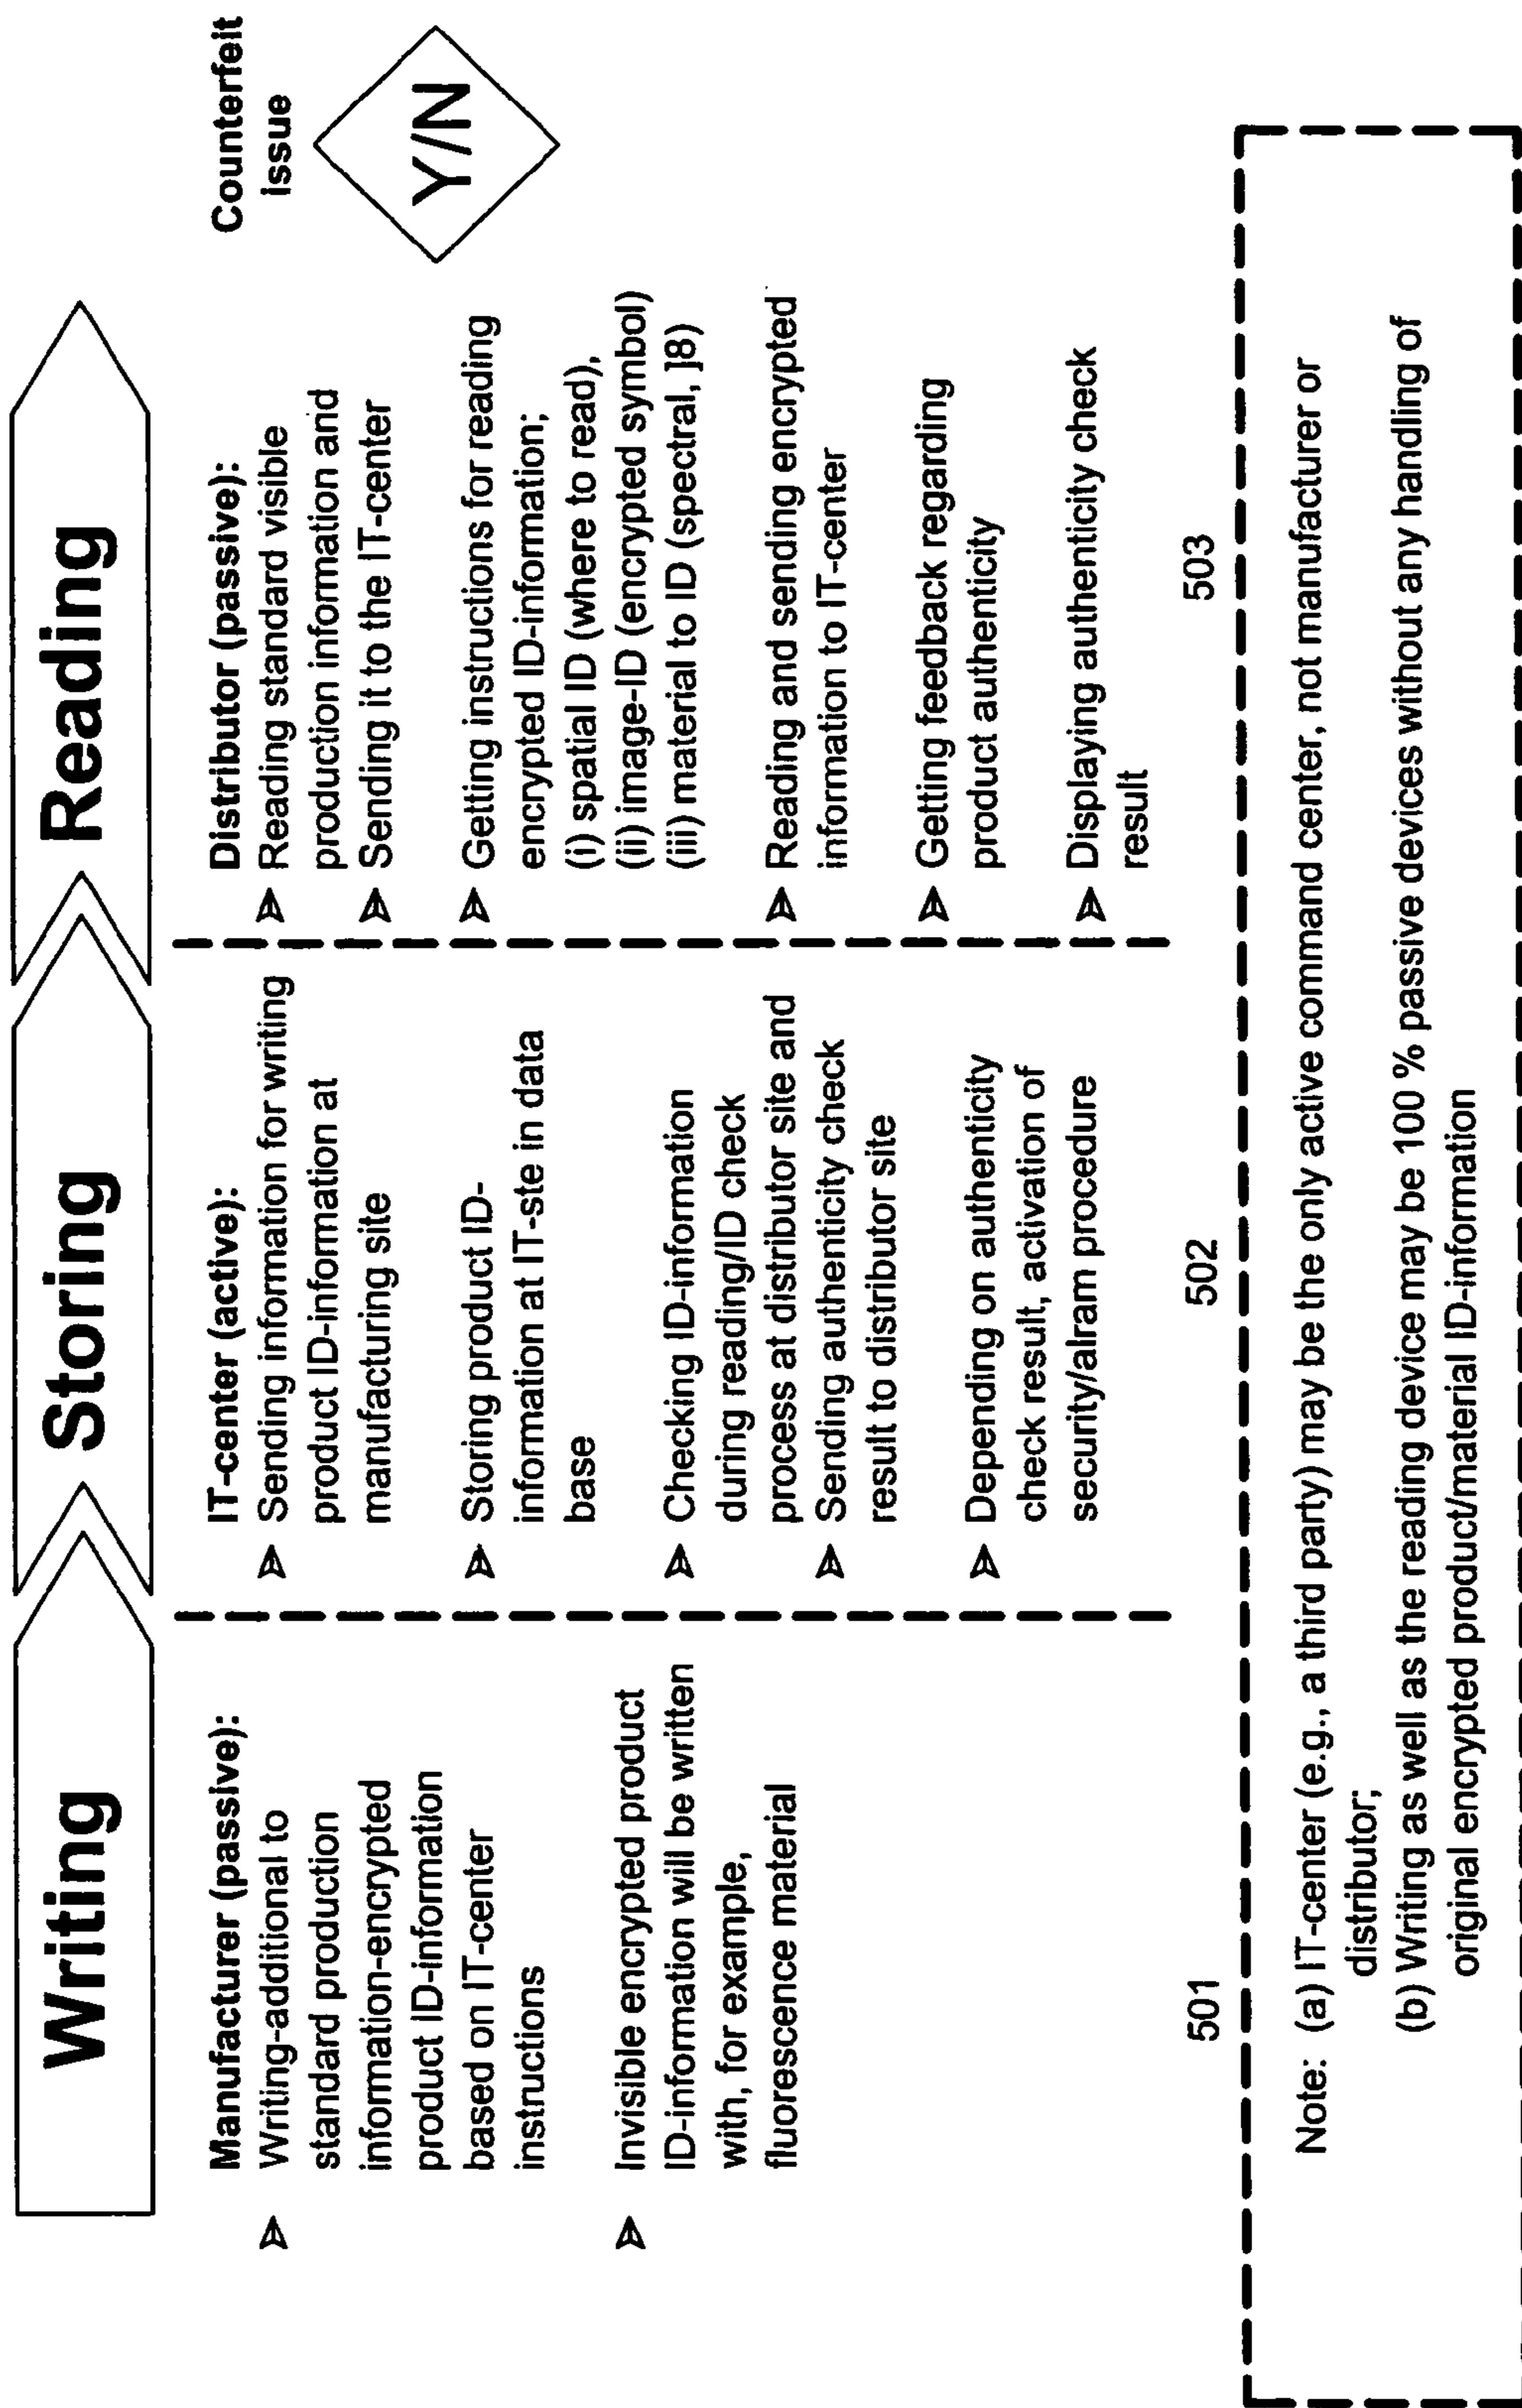 Writing
Storing
Reading
Manufacturer (passive):
Writing-additional to
standard production
information-encrypted
product ID-information
based on IT-center
instructions
Invisible encrypted product
ID-information will be written
with, for example,
fluorescence material
501
IT-center (active):
Sending information for writing
product ID-information at
manufacturing site
Storing product ID-
information at IT-ste in data
base
Checking ID-information
during reading/ID check
process at distributor site and
Sending authenticity check
result to distributor site
Depending on authenticity
check result, activation of
security/alram procedure
502
Distributor (passive):
Reading standard visible
production information and
Sending it to the IT-center
Getting instructions for reading
encrypted ID-information;
(i) spatial ID (where to read),
(ii) image-ID (encrypted symbol)
(iii) material to ID (spectral, ]8)
Reading and sending encrypted
information to IT-center
Getting feedback regarding
product authenticity
Displaying authenticity check
result
503
Counterfeit
issue
Y/N
Note: (a) IT-center (e.g., a third party) may be the only active command center, not manufacturer or
distributor;
(b) Writing as well as the reading device may be 100 % passive devices without any handling of
original encrypted product/material ID-information